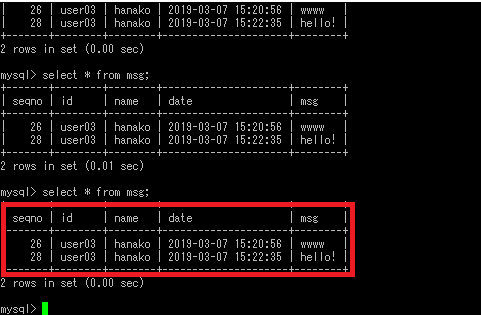 |    26 | user03 | hanako | 2019-03-07 15:20:56 | wwww   |
|    28 | user03 | hanako | 2019-03-07 15:22:35 | hello! |
+-------+--------+--------+---------------------+--------+
2 rows in set (0.00 sec)
mysql> select * from msg;
+-------+--------+--------+---------------------+--------+
| seqno | id     | name   | date                | msg    |
+-------+--------+--------+---------------------+--------+
|    26 | user03 | hanako | 2019-03-07 15:20:56 | wwww   |
|    28 | user03 | hanako | 2019-03-07 15:22:35 | hello! |
+-------+--------+--------+---------------------+--------+
2 rows in set (0.01 sec)
mysql> select * from msg;
+-------+--------+--------+---------------------+--------+
| seqno | id     | name   | date                | msg    |
+-------+--------+--------+---------------------+--------+
|    26 | user03 | hanako | 2019-03-07 15:20:56 | wwww   |
|    28 | user03 | hanako | 2019-03-07 15:22:35 | hello! |
+-------+--------+--------+---------------------+--------+
2 rows in set (0.00 sec)
mysql>